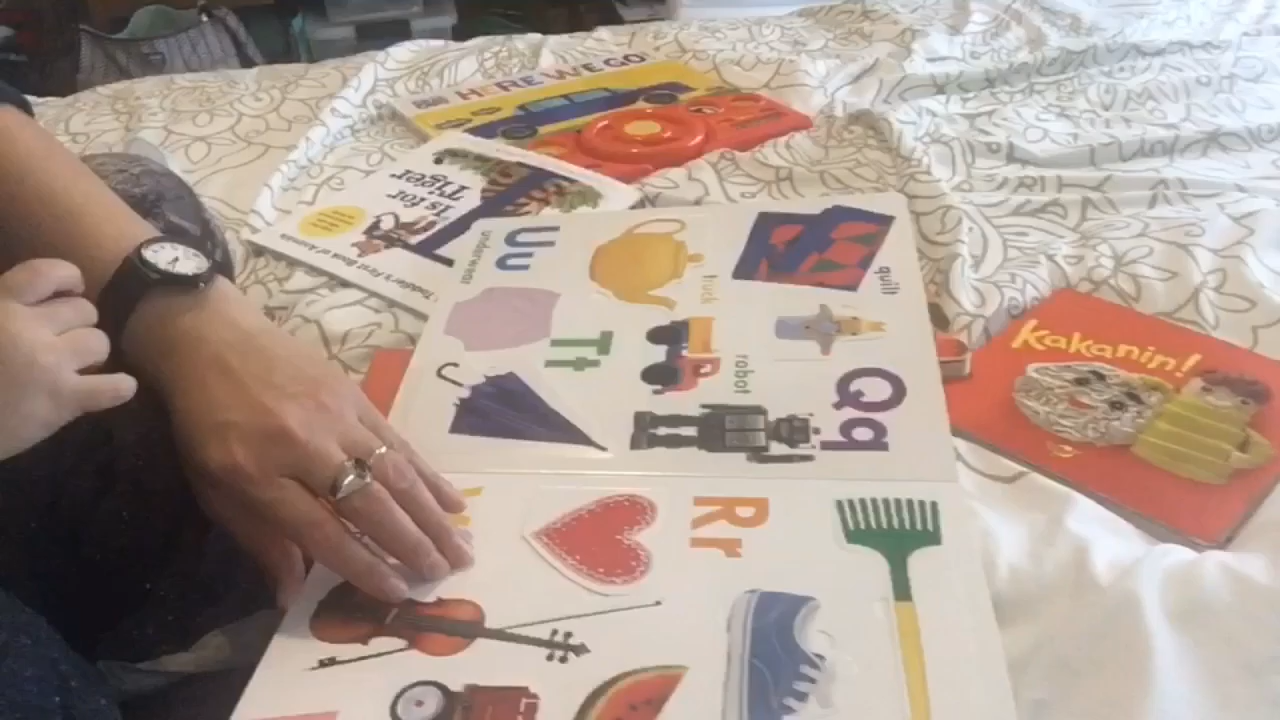 HERE WE GO
is for
Tiger
Toddler's First Book of Animals
Uu
underwear
truck
quilt
Tt
robot
Qq
Rr
Kakanin!